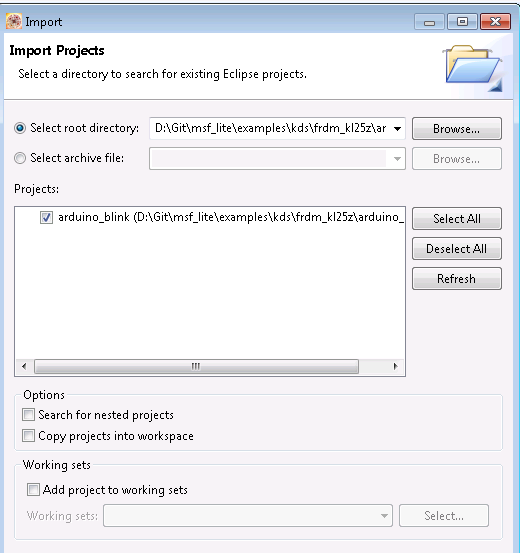 Import
Import Projects
Select a directory to search for existing Eclipse projects.
Select root directory: D:\Git\msf_lite\examples\kds\frdm_kl25z\ar Browse...
Select archive file: Browse...
Projects:
arduino_blink (D:\Git\msf_lite\examples\kds\frdm_kl25z\arduino_ Select All
Deselect All
Refresh
Options
Search for nested projects
Copy projects into workspace
Working sets
Add project to working sets
Working sets: Select...